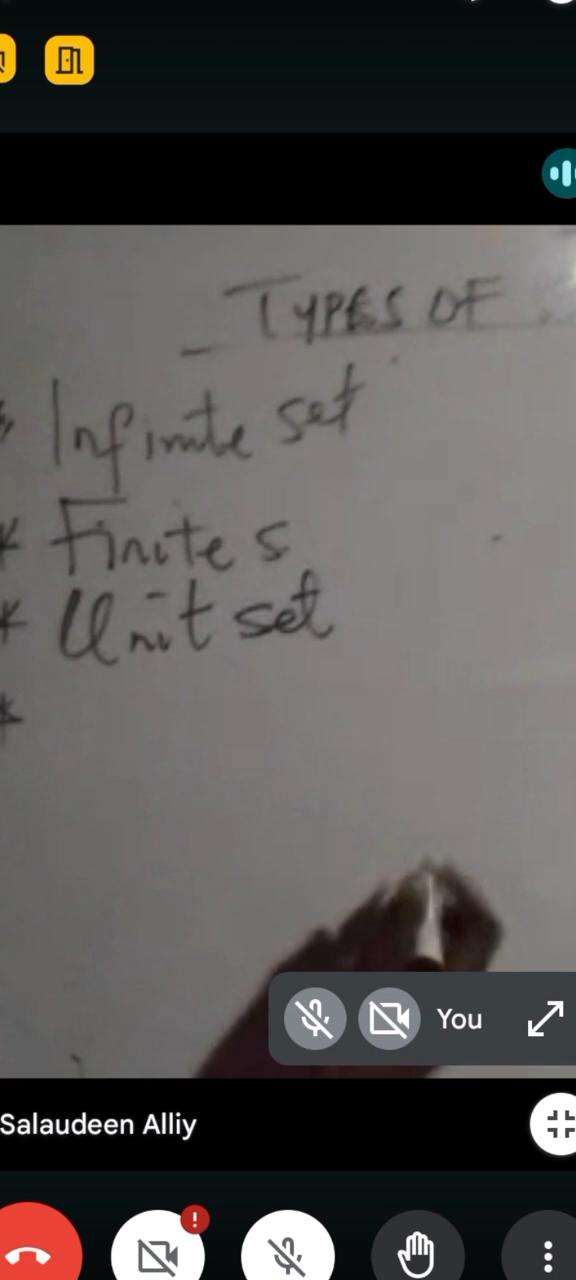 TYPES OF
* Infinite set
* Finite s
* Unit set
*
You
Salaudeen Alliy
!